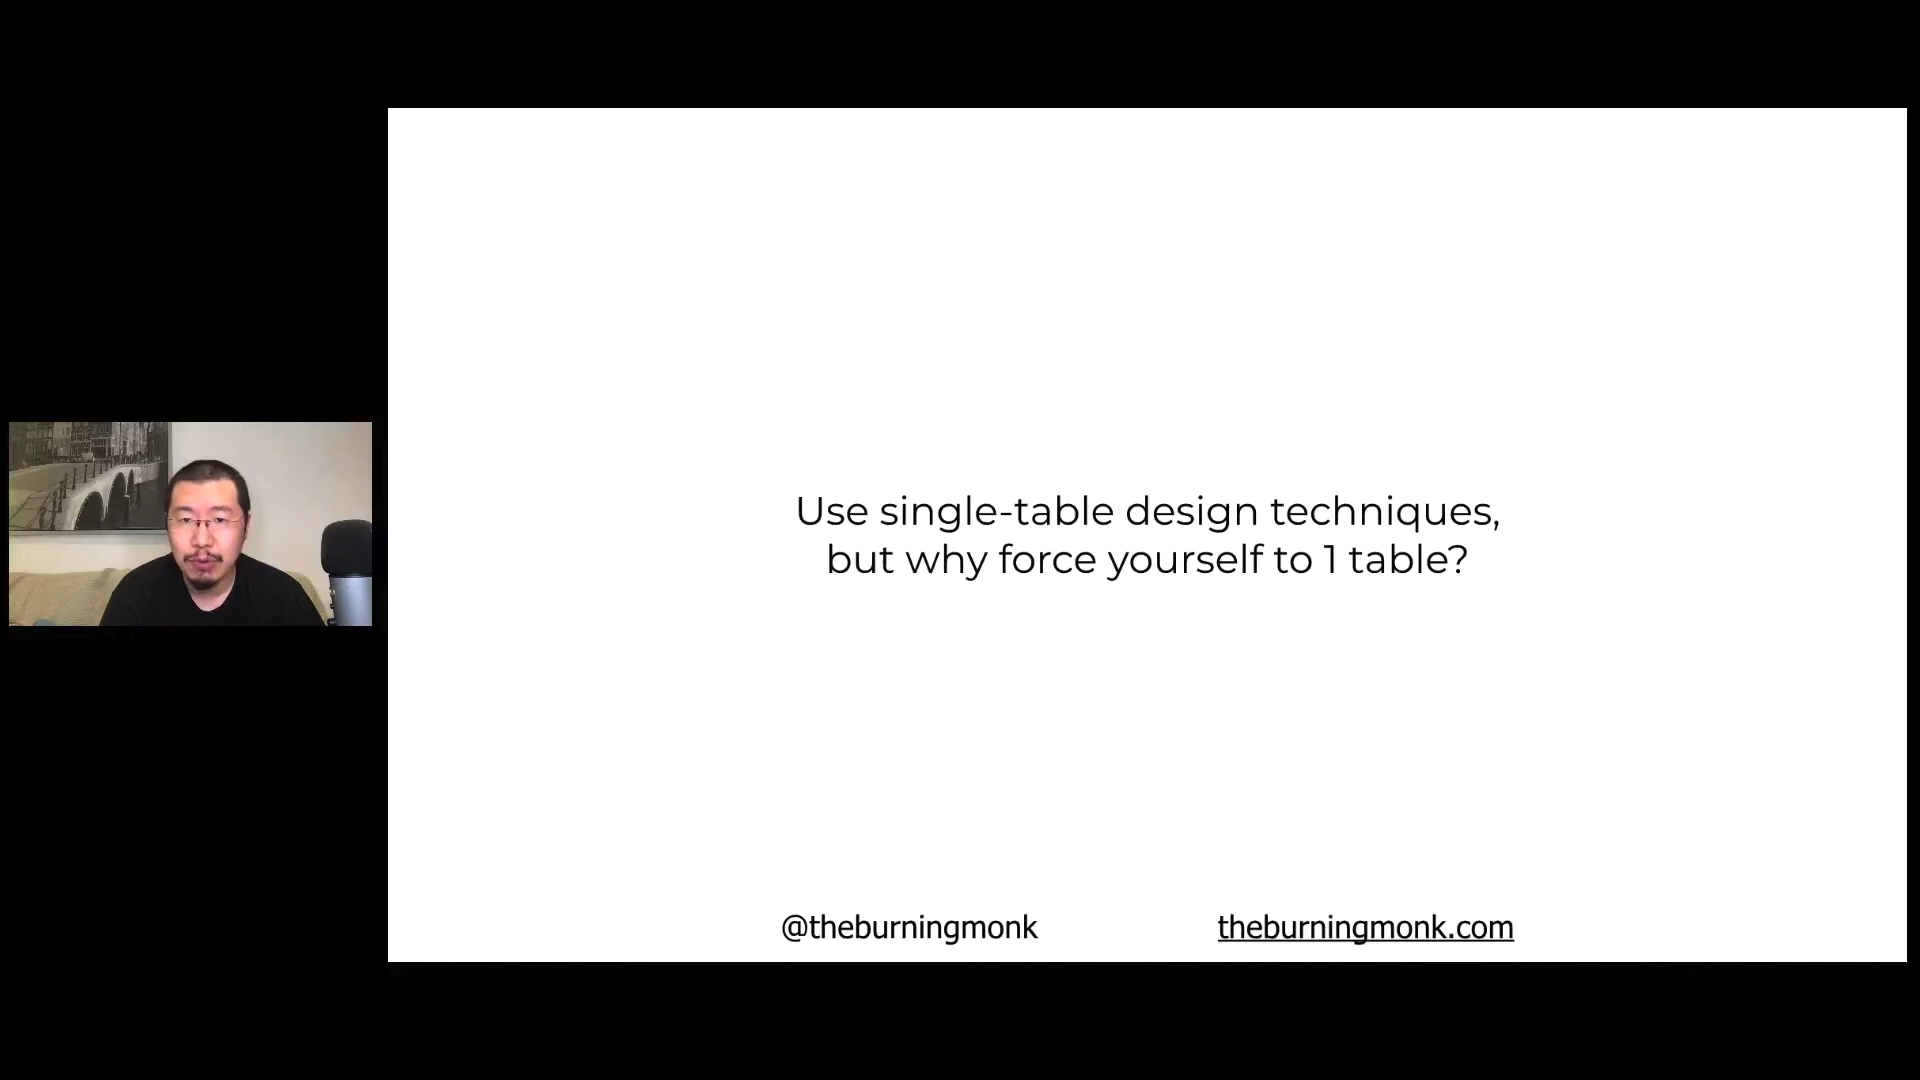 Use single-table design techniques,
but why force yourself to 1 table?
@theburningmonk
theburningmonk.com